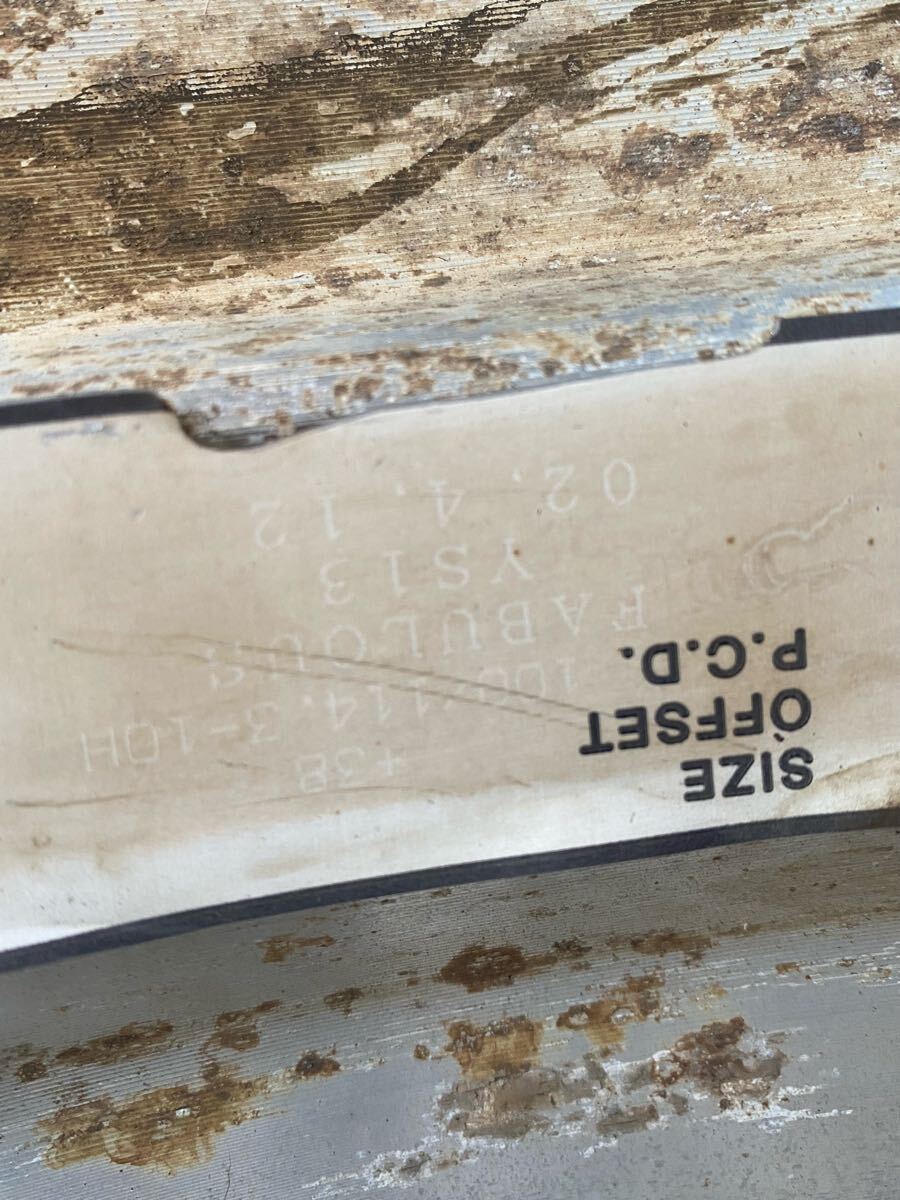 SIZE
OFFSET
P.C.D.
+38
100×114.3-10H
FABULOUS
YS13
02.4.12